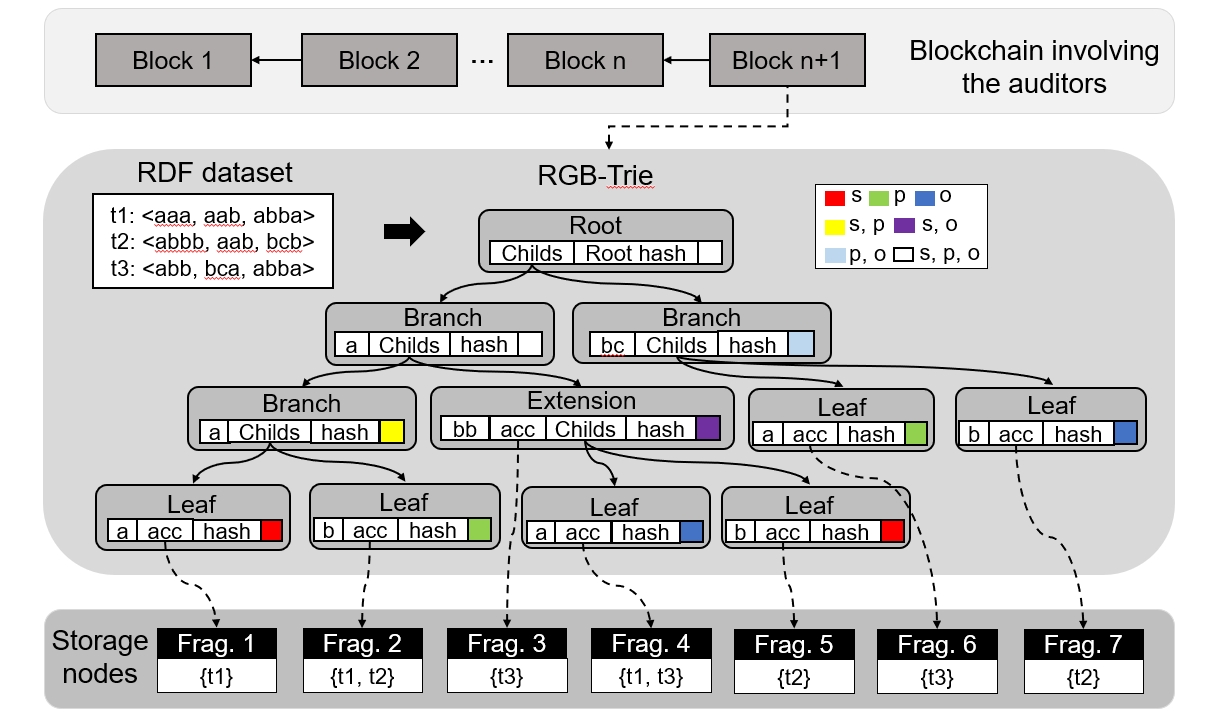 Block 1
Block 2
...
Block n
Block n+1
Blockchain involving
the auditors
RDF dataset
t1: <aaa, aab, abba>
t2: <abbb, aab, bcb>
t3: <abb, bca, abba>
RGB-Trie
s p o
s, p s, o
p, o s, p, o
Root
Childs Root hash
Branch
a Childs hash
Branch
bc Childs hash
Branch
a Childs hash
Extension
bb acc Childs hash
Leaf
a acc hash
Leaf
b acc hash
Leaf
a acc hash
Leaf
b acc hash
Leaf
a acc hash
Leaf
b acc hash
Storage
nodes
Frag. 1
{t1}
Frag. 2
{t1, t2}
Frag. 3
{t3}
Frag. 4
{t1, t3}
Frag. 5
{t2}
Frag. 6
{t3}
Frag. 7
{t2}